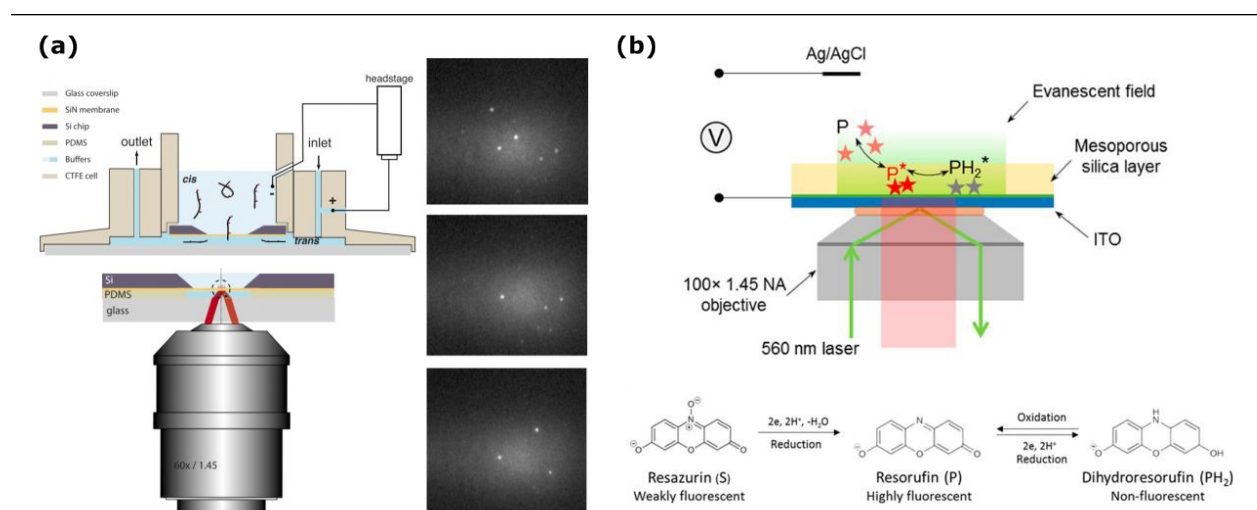 (a)
headstage
Glass coverslip
SiN membrane
Si chip
PDMS
Buffers
CTFE cell
outlet
inlet
cis
-
+
trans
Si
PDMS
glass
60x / 1.45
(b)
Ag/AgCl
Evanescent field
V
P
Mesoporous
silica layer
P*
PH₂*
ITO
100× 1.45 NA
objective
560 nm laser
O⊖
N
⊕
⊖O
O
O
2e, 2H⁺, -H₂O
Reduction
N
⊖O
O
O
Oxidation
2e, 2H⁺
Reduction
H
N
⊖O
O
OH
Resazurin (S)
Weakly fluorescent
Resorufin (P)
Highly fluorescent
Dihydroresorufin (PH₂)
Non-fluorescent